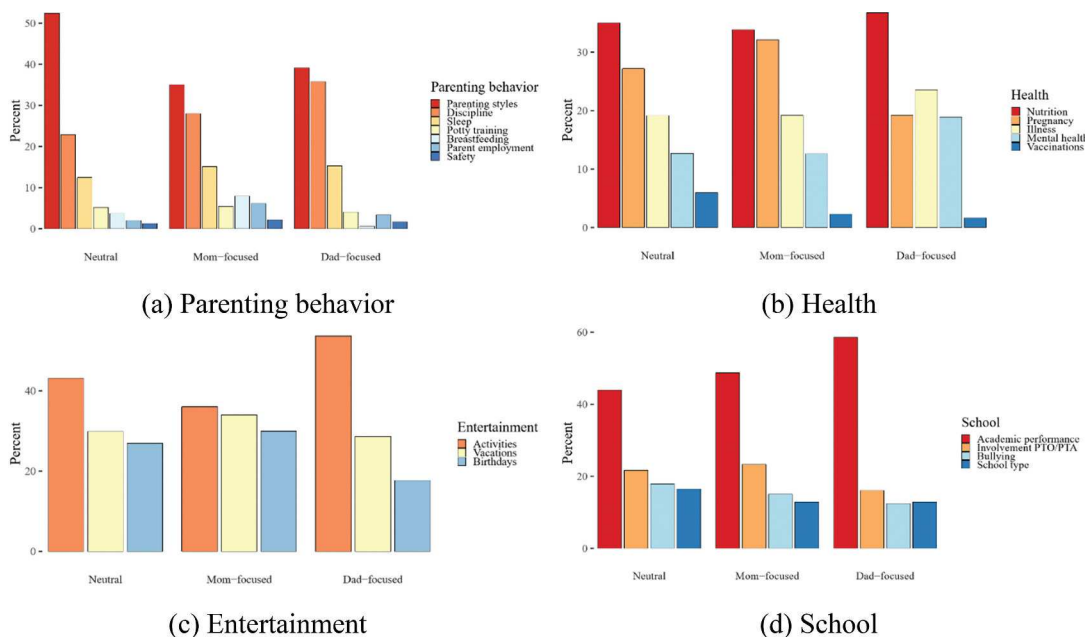 50
40
30
20
10
0
Percent
Neutral
Mom-focused
Dad-focused
Parenting behavior
Parenting styles
Discipline
Sleep
Potty training
Breastfeeding
Parent employment
Safety
(a) Parenting behavior
30
20
10
0
Percent
Neutral
Mom-focused
Dad-focused
Health
Nutrition
Pregnancy
Illness
Mental health
Vaccinations
(b) Health
40
20
0
Percent
Neutral
Mom-focused
Dad-focused
Entertainment
Activities
Vacations
Birthdays
(c) Entertainment
60
40
20
0
Percent
Neutral
Mom-focused
Dad-focused
School
Academic performance
Involvement PTO/PTA
Bullying
School type
(d) School